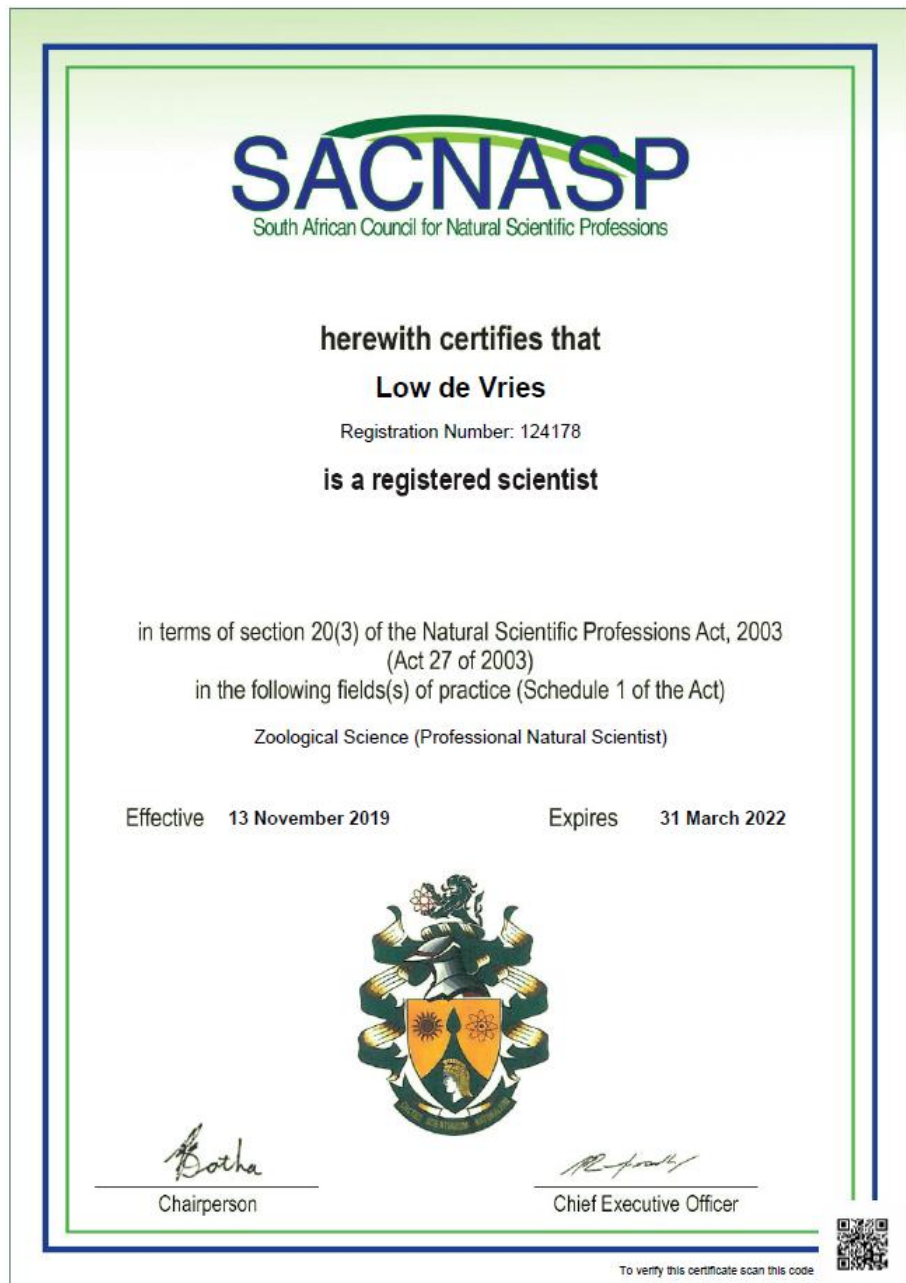 SACNASP
South African Council for Natural Scientific Professions
herewith certifies that
Low de Vries
Registration Number: 124178
is a registered scientist
in terms of section 20(3) of the Natural Scientific Professions Act, 2003
(Act 27 of 2003)
in the following fields(s) of practice (Schedule 1 of the Act)
Zoological Science (Professional Natural Scientist)
Effective 13 November 2019 Expires 31 March 2022
Botha
Chairperson Chief Executive Officer
To verify this certificate scan this code